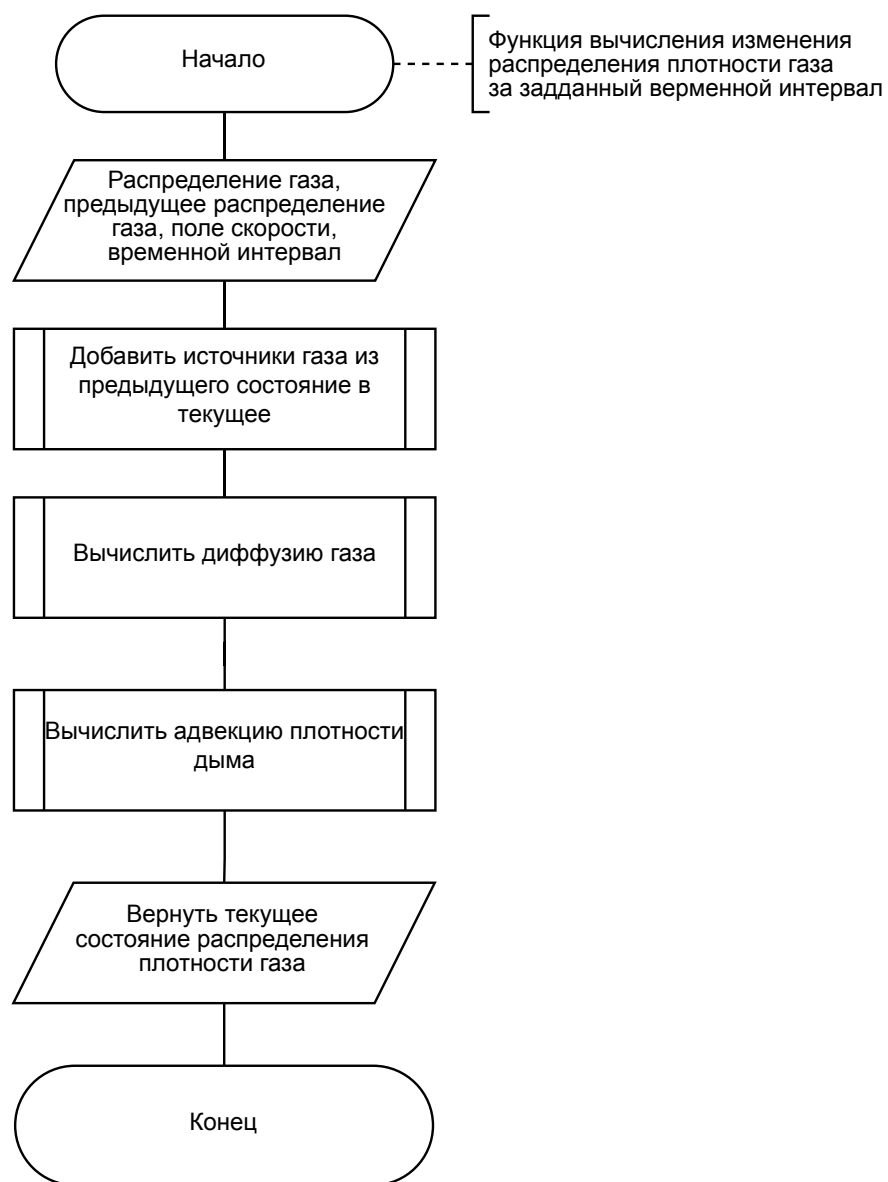 Начало
Функция вычисления изменения
распределения плотности газа
за задданный верменной интервал
Распределение газа,
предыдущее распределение
газа, поле скорости,
временной интервал
Добавить источники газа из
предыдущего состояние в
текущее
Вычислить диффузию газа
Вычислить адвекцию плотности
дыма
Вернуть текущее
состояние распределения
плотности газа
Конец